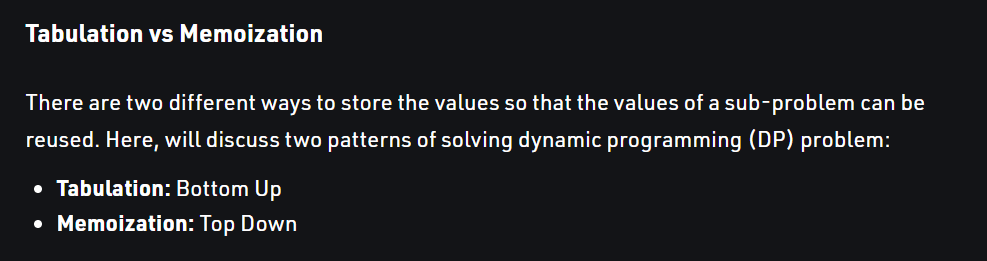 Tabulation vs Memoization
There are two different ways to store the values so that the values of a sub-problem can be
reused. Here, will discuss two patterns of solving dynamic programming (DP) problem:
• Tabulation: Bottom Up
• Memoization: Top Down